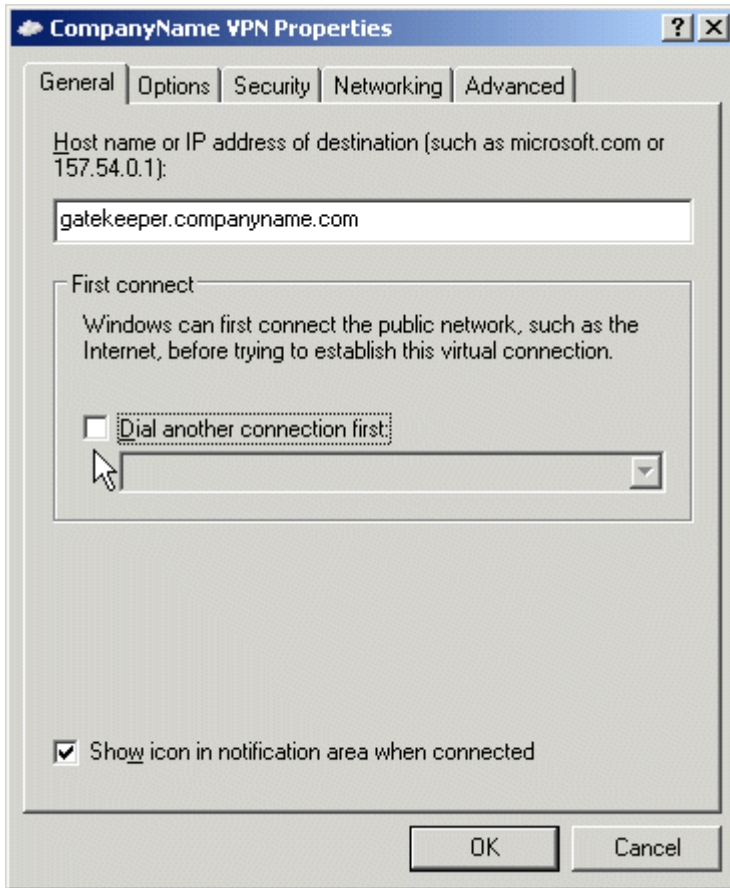 CompanyName VPN Properties
General Options Security Networking Advanced
Host name or IP address of destination (such as microsoft.com or
157.54.0.1):
gatekeeper.companyname.com
First connect
Windows can first connect the public network, such as the
Internet, before trying to establish this virtual connection.
Dial another connection first:
Show icon in notification area when connected
OK Cancel